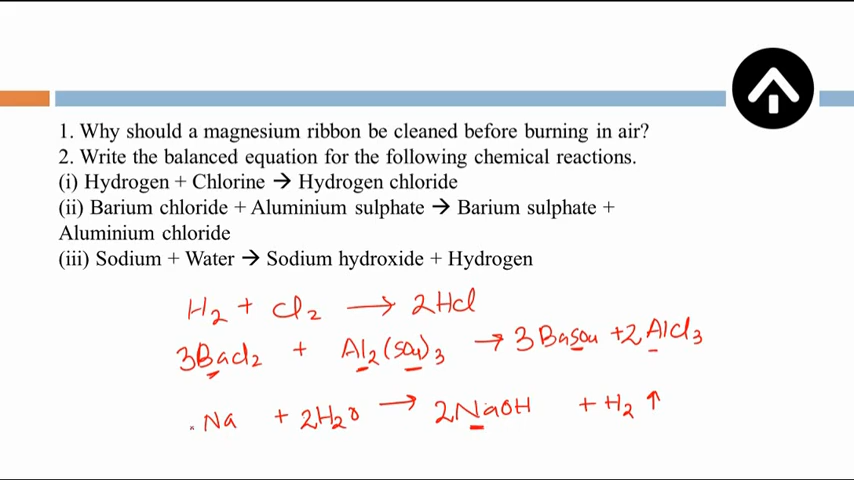 1. Why should a magnesium ribbon be cleaned before burning in air?
2. Write the balanced equation for the following chemical reactions.
(i) Hydrogen + Chlorine → Hydrogen chloride
(ii) Barium chloride + Aluminium sulphate → Barium sulphate +
Aluminium chloride
(iii) Sodium + Water → Sodium hydroxide + Hydrogen
H₂ + Cl₂ → 2HCl
3BaCl₂ + Al₂(SO₄)₃ → 3BaSO₄ + 2AlCl₃
Na + 2H₂O → 2NaOH + H₂ ↑